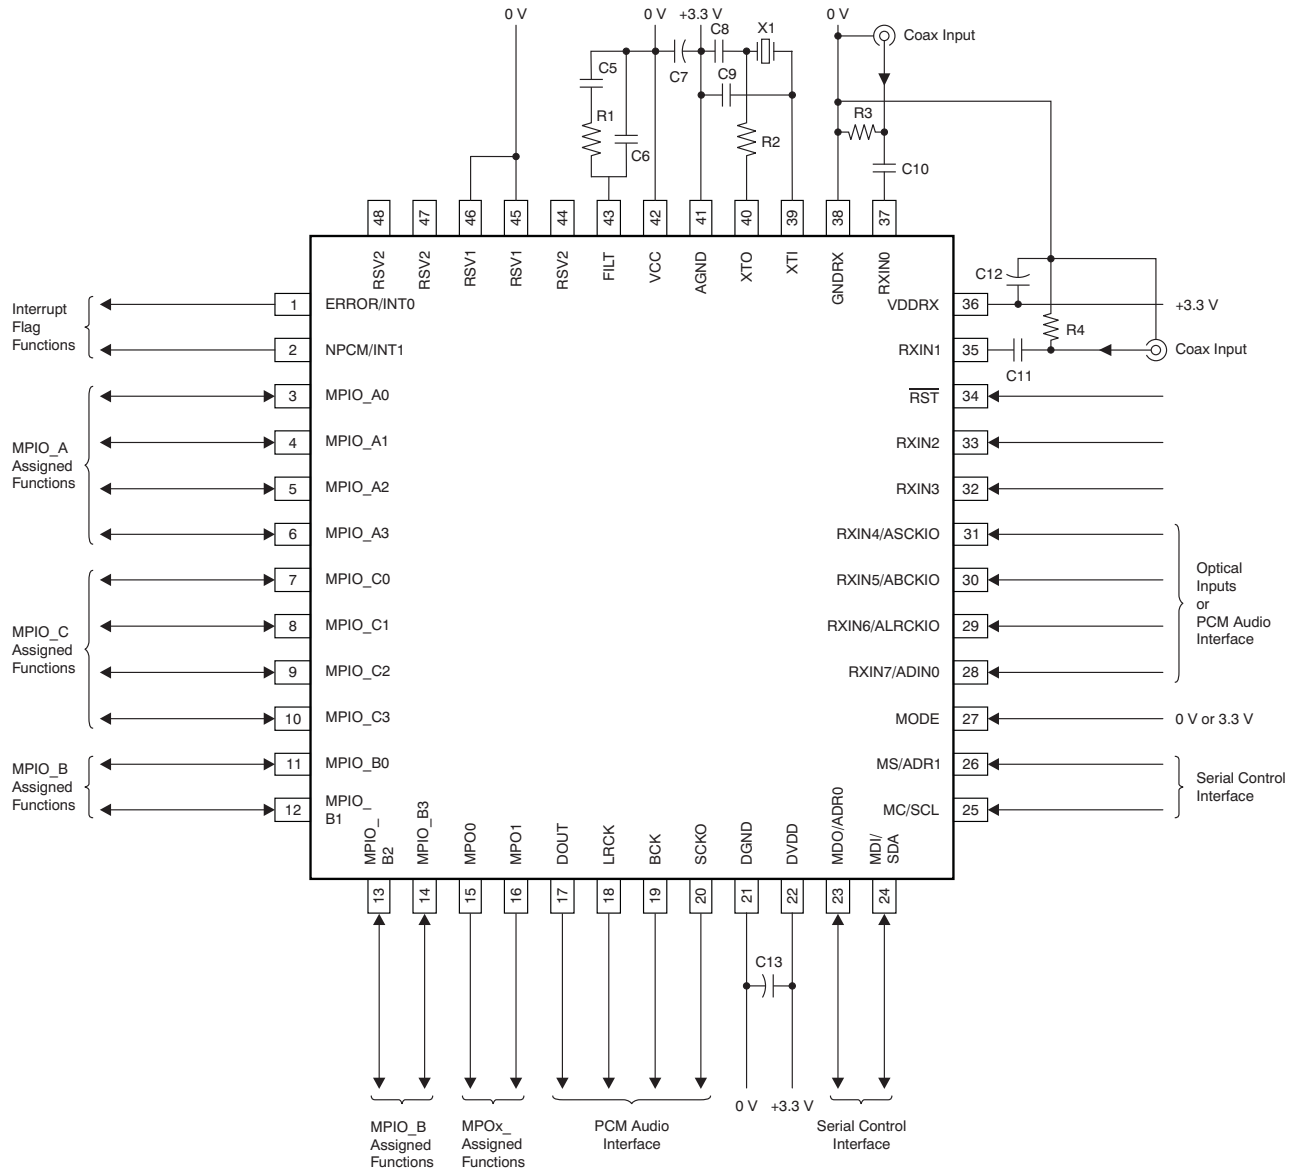 0 V
0 V
+3.3 V
0 V
C8
X1
Coax Input
C5
C7
C9
R1
R3
C6
R2
C10
48
47
46
45
44
43
42
41
40
39
38
37
RSV2
RSV2
RSV1
RSV1
RSV2
FILT
VCC
AGND
XTO
XTI
GNDRX
RXIN0
C12
Interrupt
Flag
Functions
1
ERROR/INT0
VDDRX
36
+3.3 V
R4
2
NPCM/INT1
RXIN1
35
C11
Coax Input
3
MPIO_A0
RST
34
MPIO_A
Assigned
Functions
4
MPIO_A1
RXIN2
33
5
MPIO_A2
RXIN3
32
6
MPIO_A3
RXIN4/ASCKIO
31
7
MPIO_C0
RXIN5/ABCKIO
30
Optical
Inputs
or
PCM Audio
Interface
MPIO_C
Assigned
Functions
8
MPIO_C1
RXIN6/ALRCKIO
29
9
MPIO_C2
RXIN7/ADIN0
28
10
MPIO_C3
MODE
27
0 V or 3.3 V
MPIO_B
Assigned
Functions
11
MPIO_B0
MS/ADR1
26
Serial Control
Interface
12
MPIO_
B1
MC/SCL
25
MPIO_
B2
MPIO_B3
MPO0
MPO1
DOUT
LRCK
BCK
SCKO
DGND
DVDD
MDO/ADR0
MDI/
SDA
13
14
15
16
17
18
19
20
21
22
23
24
C13
0 V
+3.3 V
MPIO_B
Assigned
Functions
MPOx_
Assigned
Functions
PCM Audio
Interface
Serial Control
Interface